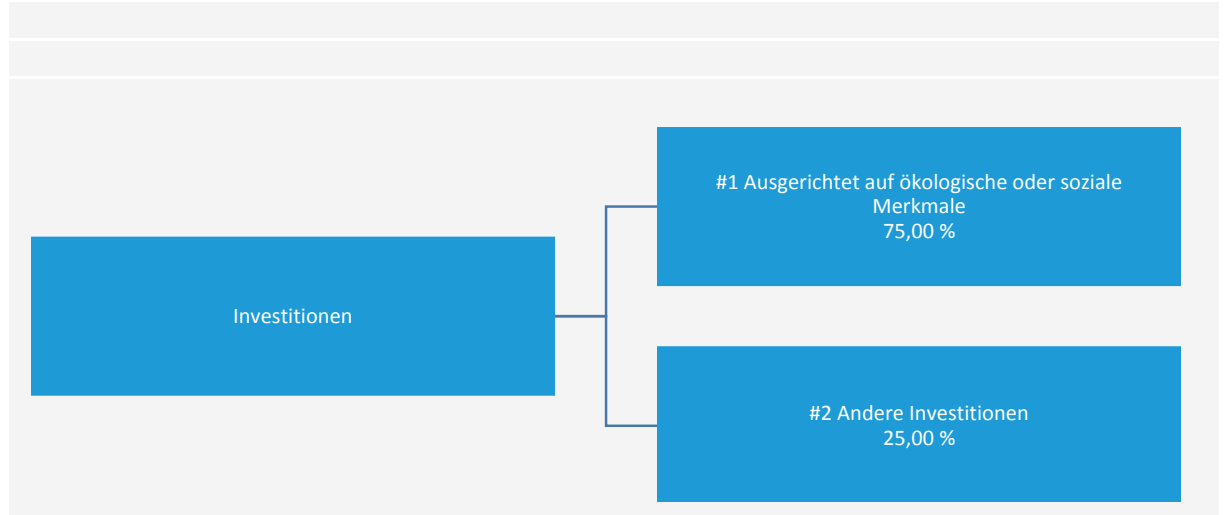 #1 Ausgerichtet auf ökologische oder soziale
Merkmale
75,00 %
Investitionen
#2 Andere Investitionen
25,00 %